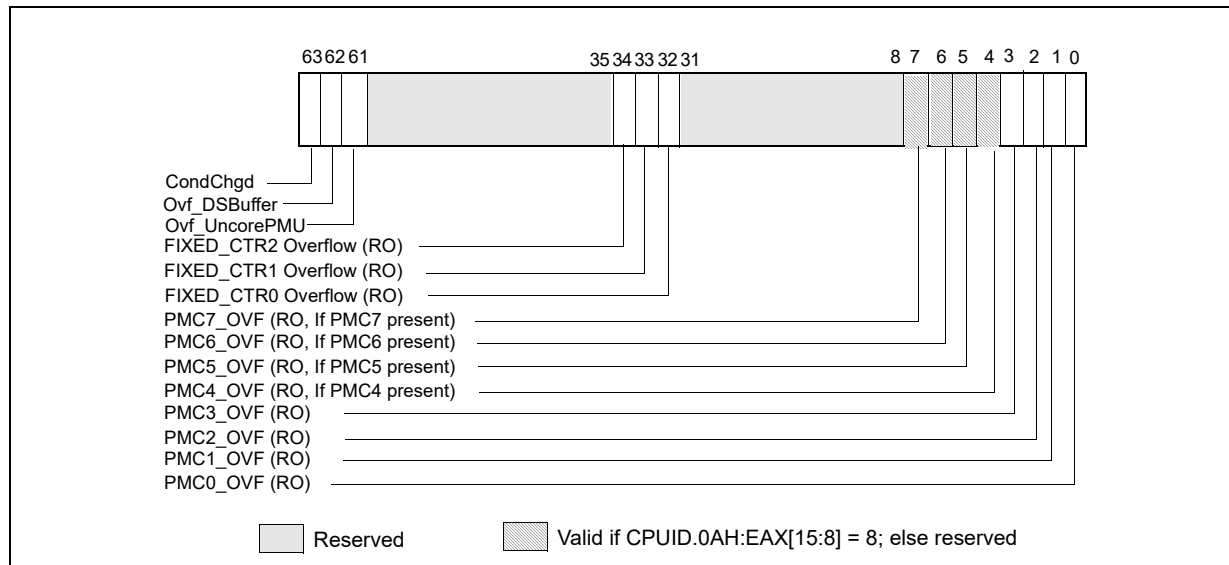 63 62 61 35 34 33 32 31 8 7 6 5 4 3 2 1 0
CondChgd
Ovf_DSBuffer
Ovf_UncorePMU
FIXED_CTR2 Overflow (RO)
FIXED_CTR1 Overflow (RO)
FIXED_CTR0 Overflow (RO)
PMC7_OVF (RO, If PMC7 present)
PMC6_OVF (RO, If PMC6 present)
PMC5_OVF (RO, If PMC5 present)
PMC4_OVF (RO, If PMC4 present)
PMC3_OVF (RO)
PMC2_OVF (RO)
PMC1_OVF (RO)
PMC0_OVF (RO)
Reserved
Valid if CPUID.0AH:EAX[15:8] = 8; else reserved